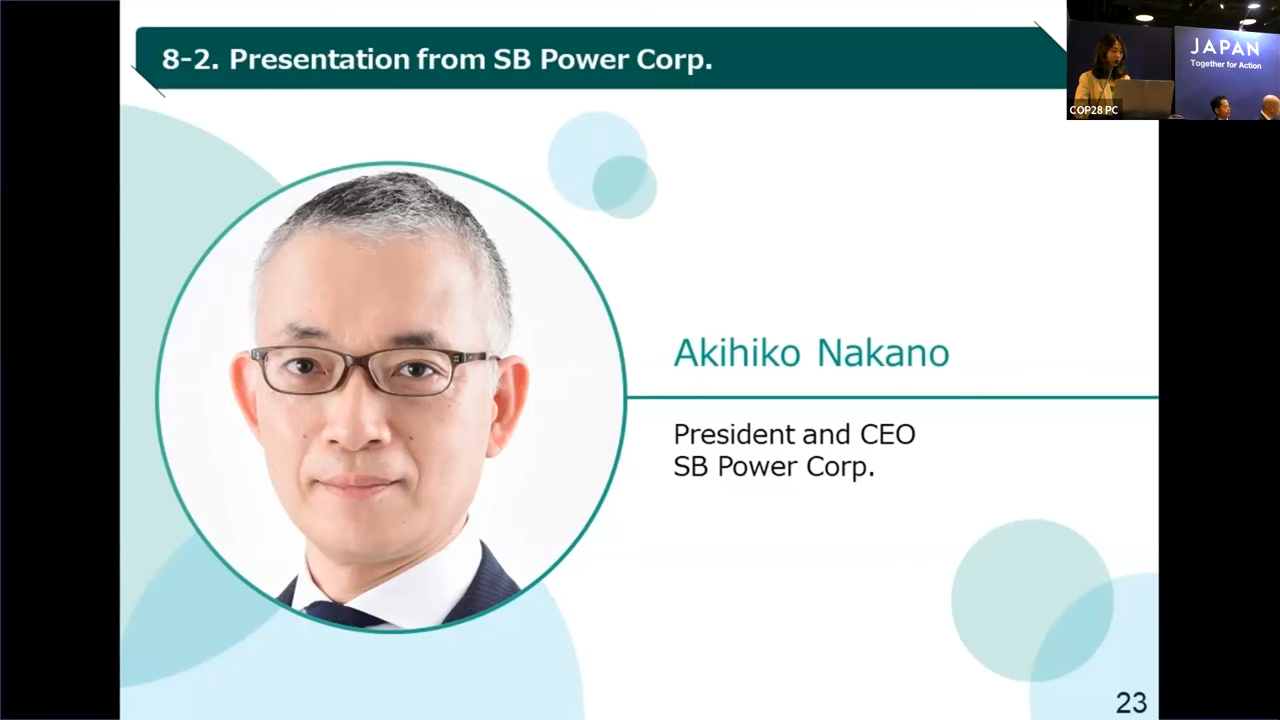 8-2. Presentation from SB Power Corp.
JAPAN
Together for Action
COP28 PC
Akihiko Nakano
President and CEO
SB Power Corp.
23